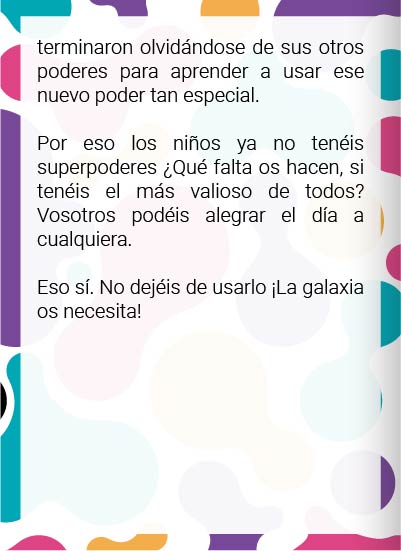 terminaron olvidándose de sus otros
poderes para aprender a usar ese
nuevo poder tan especial.
Por eso los niños ya no tenéis
superpoderes ¿Qué falta os hacen, si
tenéis el más valioso de todos?
Vosotros podéis alegrar el día a
cualquiera.
Eso sí. No dejéis de usarlo ¡La galaxia
os necesita!